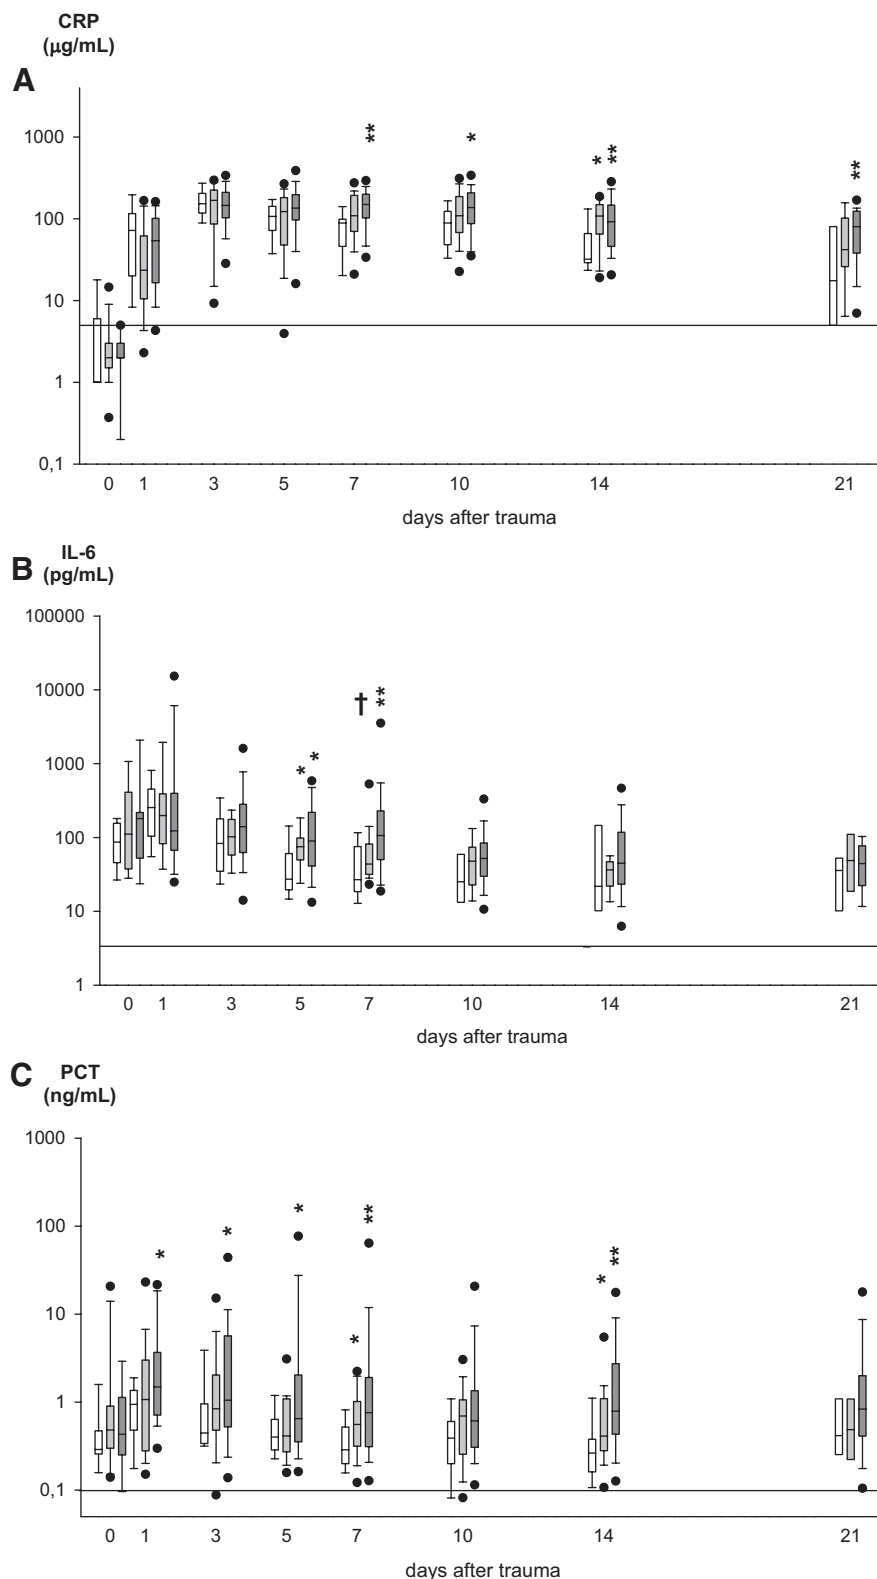 CRP
(μg/mL)
A
1000
100
10
1
0,1
** * * ** **
0 1 3 5 7 10 14 21
days after trauma
IL-6
B (pg/mL)
100000
10000
1000
100
10
1
* * † **
0 1 3 5 7 10 14 21
days after trauma
C PCT
(ng/mL)
1000
100
10
1
0,1
* * * * ** * **
0 1 3 5 7 10 14 21
days after trauma